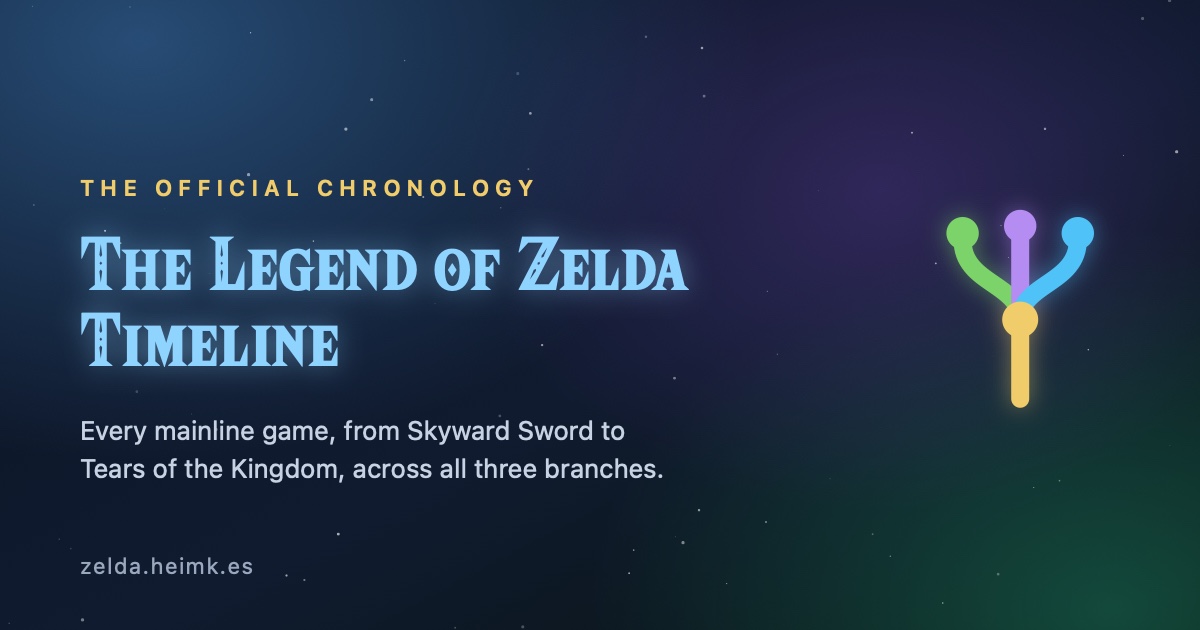 THE OFFICIAL CHRONOLOGY
The Legend of Zelda
Timeline
Every mainline game, from Skyward Sword to
Tears of the Kingdom, across all three branches.
zelda.heimk.es